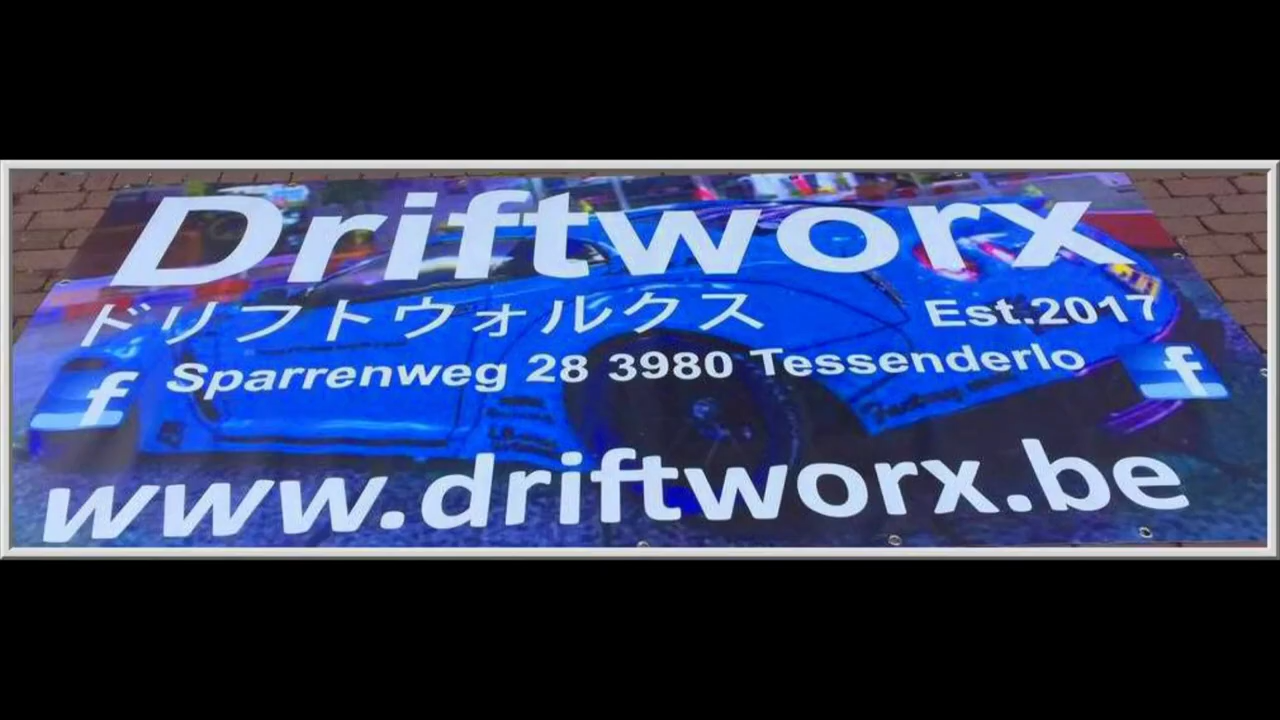 Driftworx
ドリフトウォルクス Est.2017
f Sparrenweg 28 3980 Tessenderlo f
www.driftworx.be